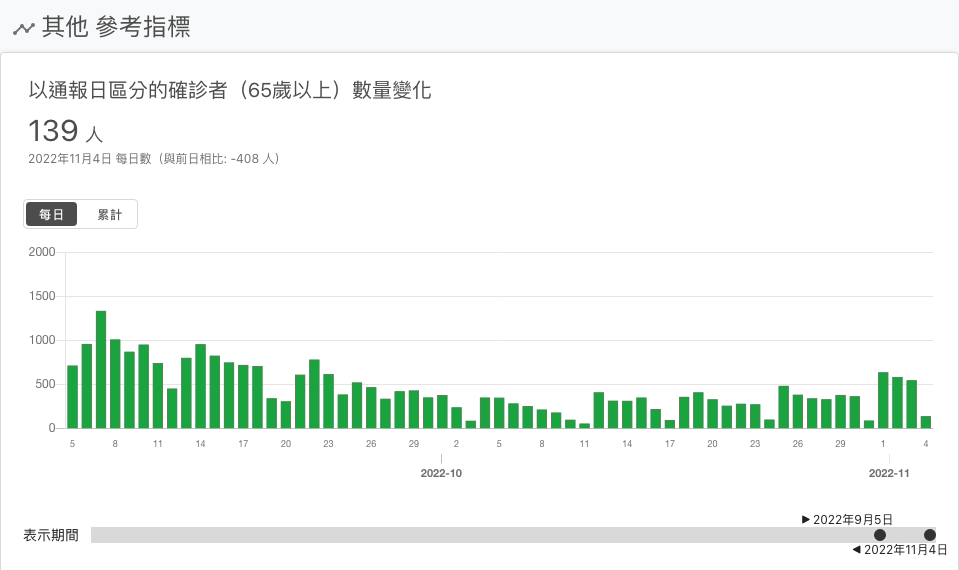 其他 參考指標
以通報日區分的確診者（65歲以上）數量變化
139 人
2022年11月4日 每日數（與前日相比: -408 人）
每日 累計
2000
1500
1000
500
0
5 8 11 14 17 20 23 26 29 2 5 8 11 14 17 20 23 26 29 1 4
2022-10 2022-11
▶ 2022年9月5日
表示期間
◀ 2022年11月4日